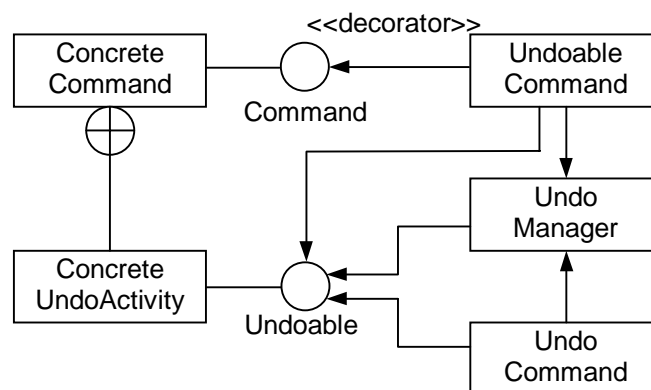 <<decorator>>
Concrete
Command
Command
Undoable
Command
Undo
Manager
Concrete
UndoActivity
Undoable
Undo
Command